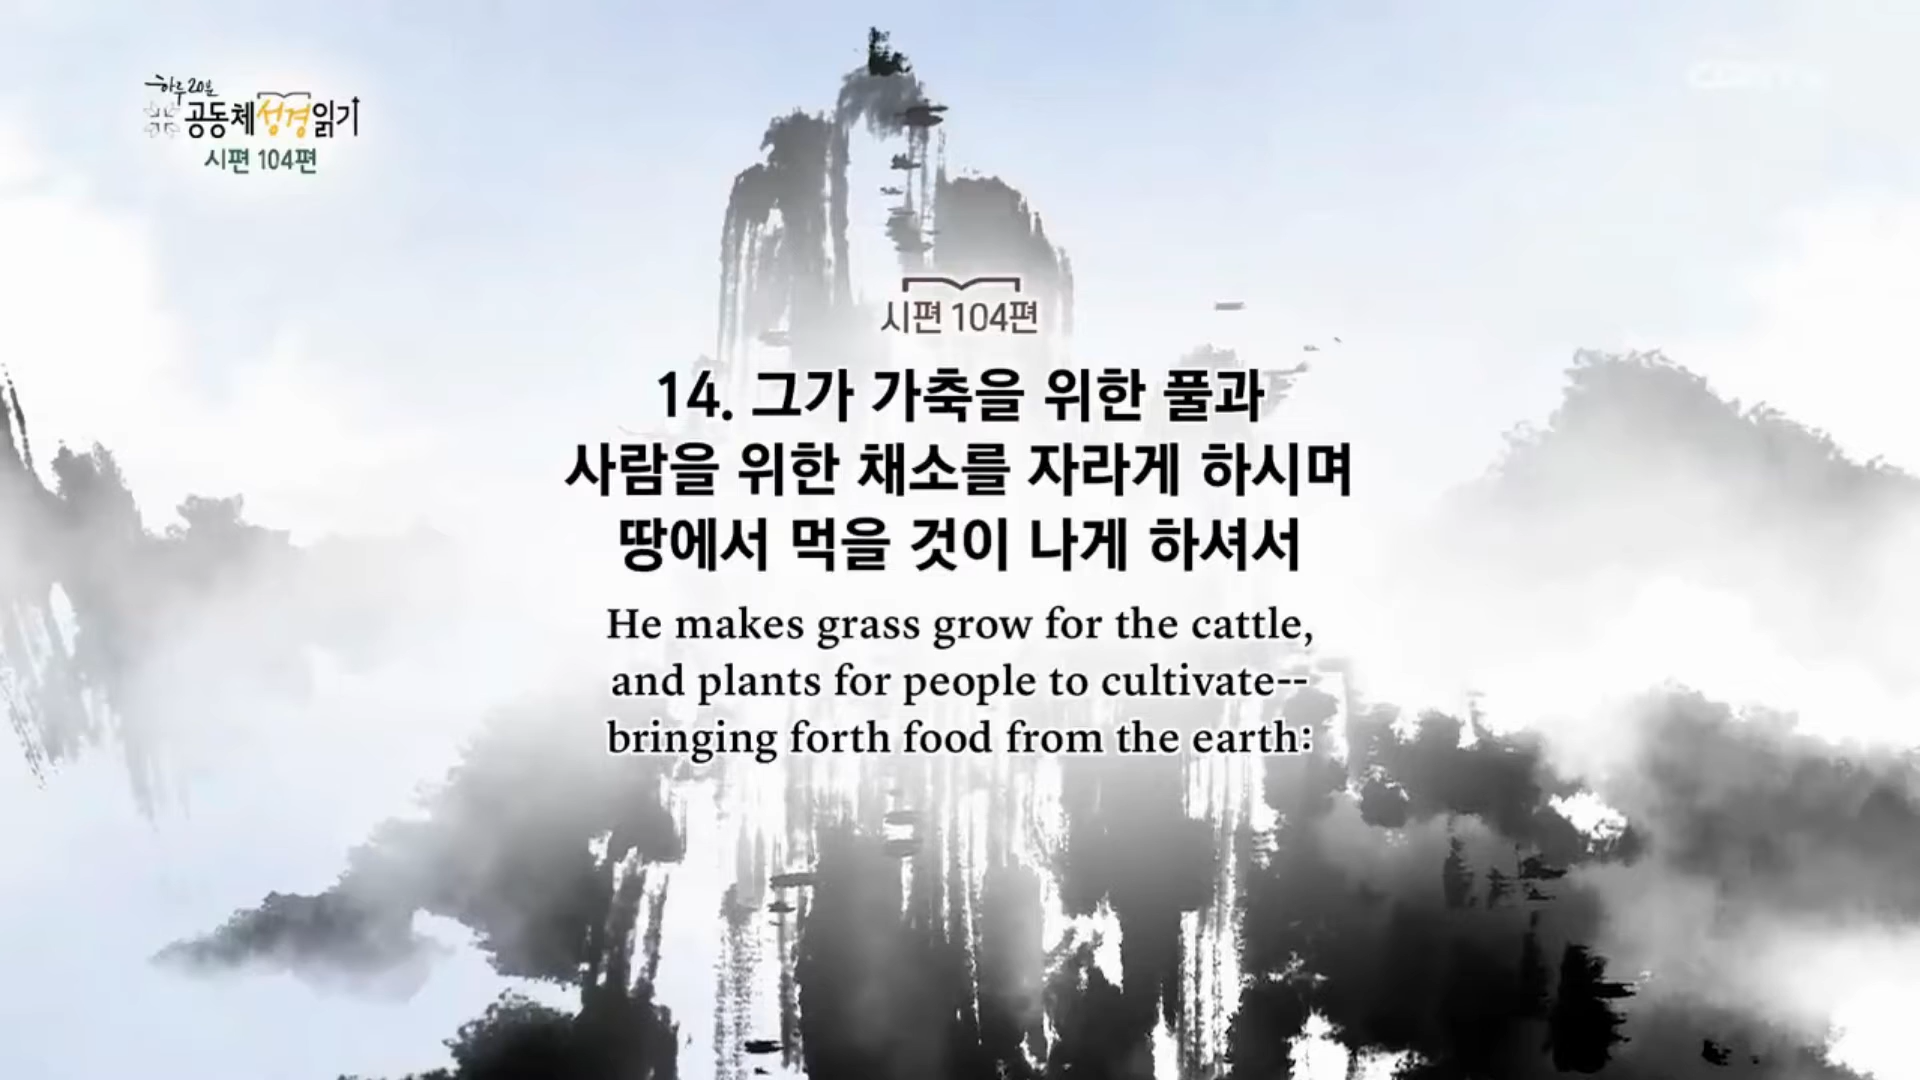 하루 20분
공동체성경읽기
시편 104편
시편 104편
14. 그가 가축을 위한 풀과
사람을 위한 채소를 자라게 하시며
땅에서 먹을 것이 나게 하셔서
He makes grass grow for the cattle,
and plants for people to cultivate--
bringing forth food from the earth: